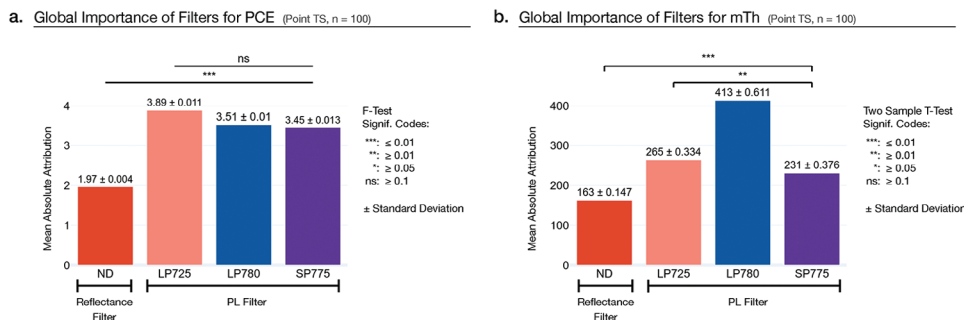 a. Global Importance of Filters for PCE (Point TS, n = 100)
ns
***
3.89 ± 0.011
3.51 ± 0.01
3.45 ± 0.013
1.97 ± 0.004
Mean Absolute Attribution
4
3
2
1
0
ND
LP725
LP780
SP775
Reflectance
Filter
PL Filter
F-Test
Signif. Codes:
***: ≤ 0.01
**: ≥ 0.01
*: ≥ 0.05
ns: ≥ 0.1
± Standard Deviation
b. Global Importance of Filters for mTh (Point TS, n = 100)
***
**
413 ± 0.611
265 ± 0.334
231 ± 0.376
163 ± 0.147
Mean Absolute Attribution
400
300
200
100
0
ND
LP725
LP780
SP775
Reflectance
Filter
PL Filter
Two Sample T-Test
Signif. Codes:
***: ≤ 0.01
**: ≥ 0.01
*: ≥ 0.05
ns: ≥ 0.1
± Standard Deviation